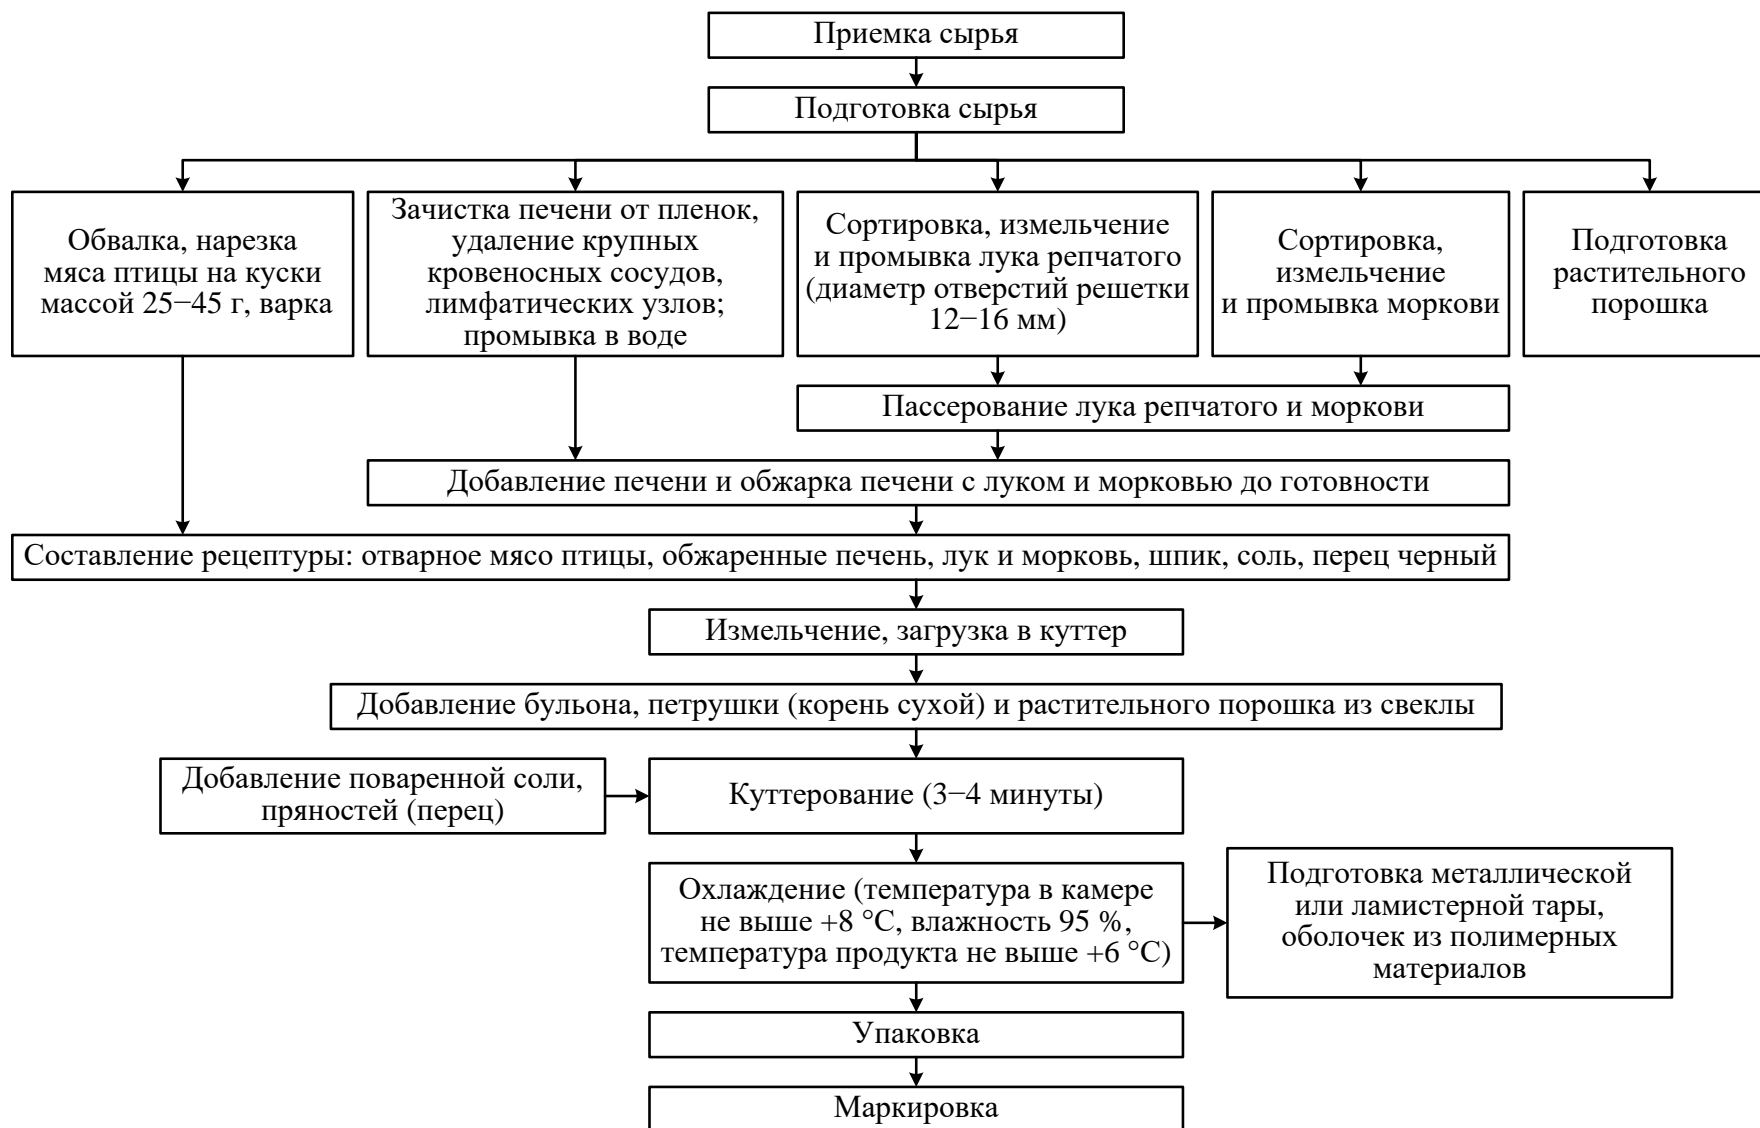 Приемка сырья
Подготовка сырья
Обвалка, нарезка
мяса птицы на куски
массой 25−45 г, варка
Зачистка печени от пленок,
удаление крупных
кровеносных сосудов,
лимфатических узлов;
промывка в воде
Сортировка, измельчение
и промывка лука репчатого
(диаметр отверстий решетки
12−16 мм)
Сортировка,
измельчение
и промывка моркови
Подготовка
растительного
порошка
Пассерование лука репчатого и моркови
Добавление печени и обжарка печени с луком и морковью до готовности
Составление рецептуры: отварное мясо птицы, обжаренные печень, лук и морковь, шпик, соль, перец черный
Измельчение, загрузка в куттер
Добавление бульона, петрушки (корень сухой) и растительного порошка из свеклы
Добавление поваренной соли,
пряностей (перец)
Куттерование (3−4 минуты)
Охлаждение (температура в камере
не выше +8 °C, влажность 95 %,
температура продукта не выше +6 °C)
Подготовка металлической
или ламистерной тары,
оболочек из полимерных
материалов
Упаковка
Маркировка